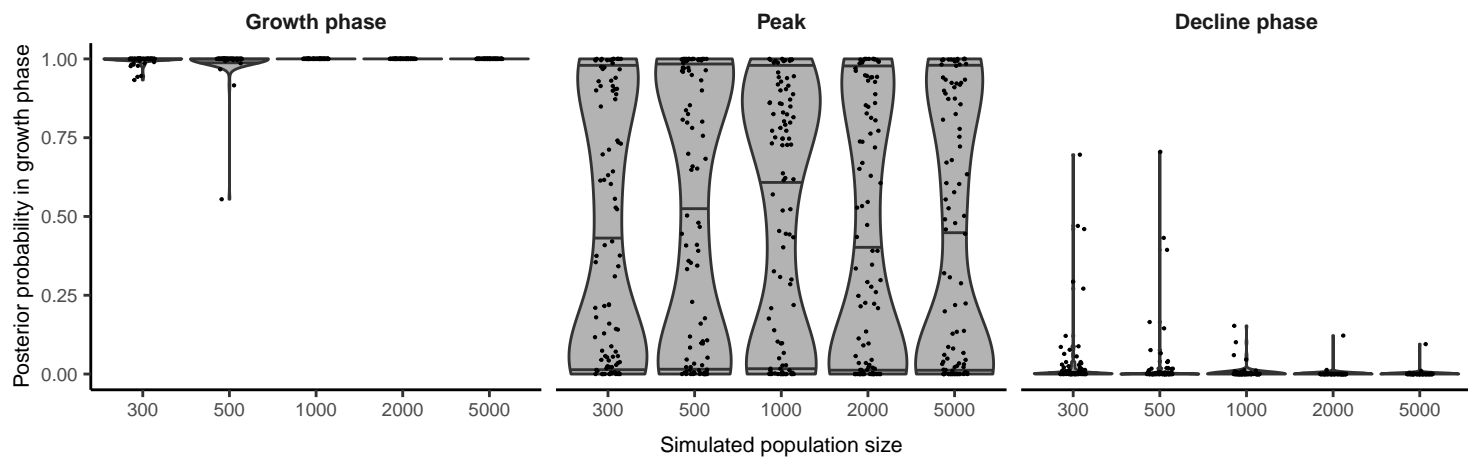 Growth phase
Peak
Decline phase
Posterior probability in growth phase
1.00
0.75
0.50
0.25
0.00
300 500 1000 2000 5000
300 500 1000 2000 5000
300 500 1000 2000 5000
Simulated population size